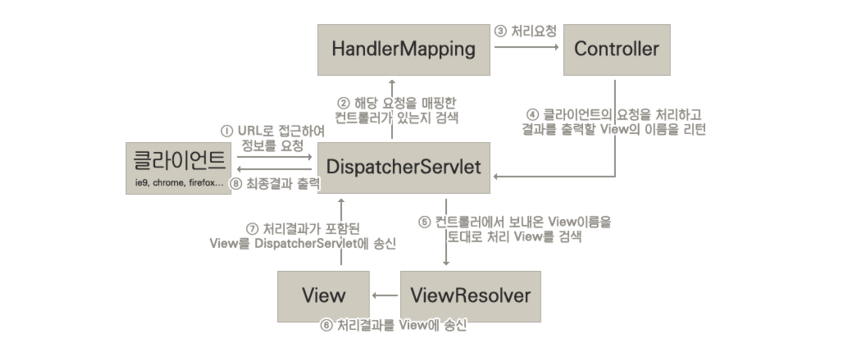 HandlerMapping
③ 처리요청
Controller
② 해당 요청을 매핑한
컨트롤러가 있는지 검색
④ 클라이언트의 요청을 처리하고
결과를 출력할 View의 이름을 리턴
① URL로 접근하여
정보를 요청
클라이언트
ie9, chrome, firefox...
⑧ 최종결과 출력
DispatcherServlet
⑦ 처리결과가 포함된
View를 DispatcherServlet에 송신
⑤ 컨트롤러에서 보내온 View이름을
토대로 처리 View를 검색
View
ViewResolver
⑥ 처리결과를 View에 송신